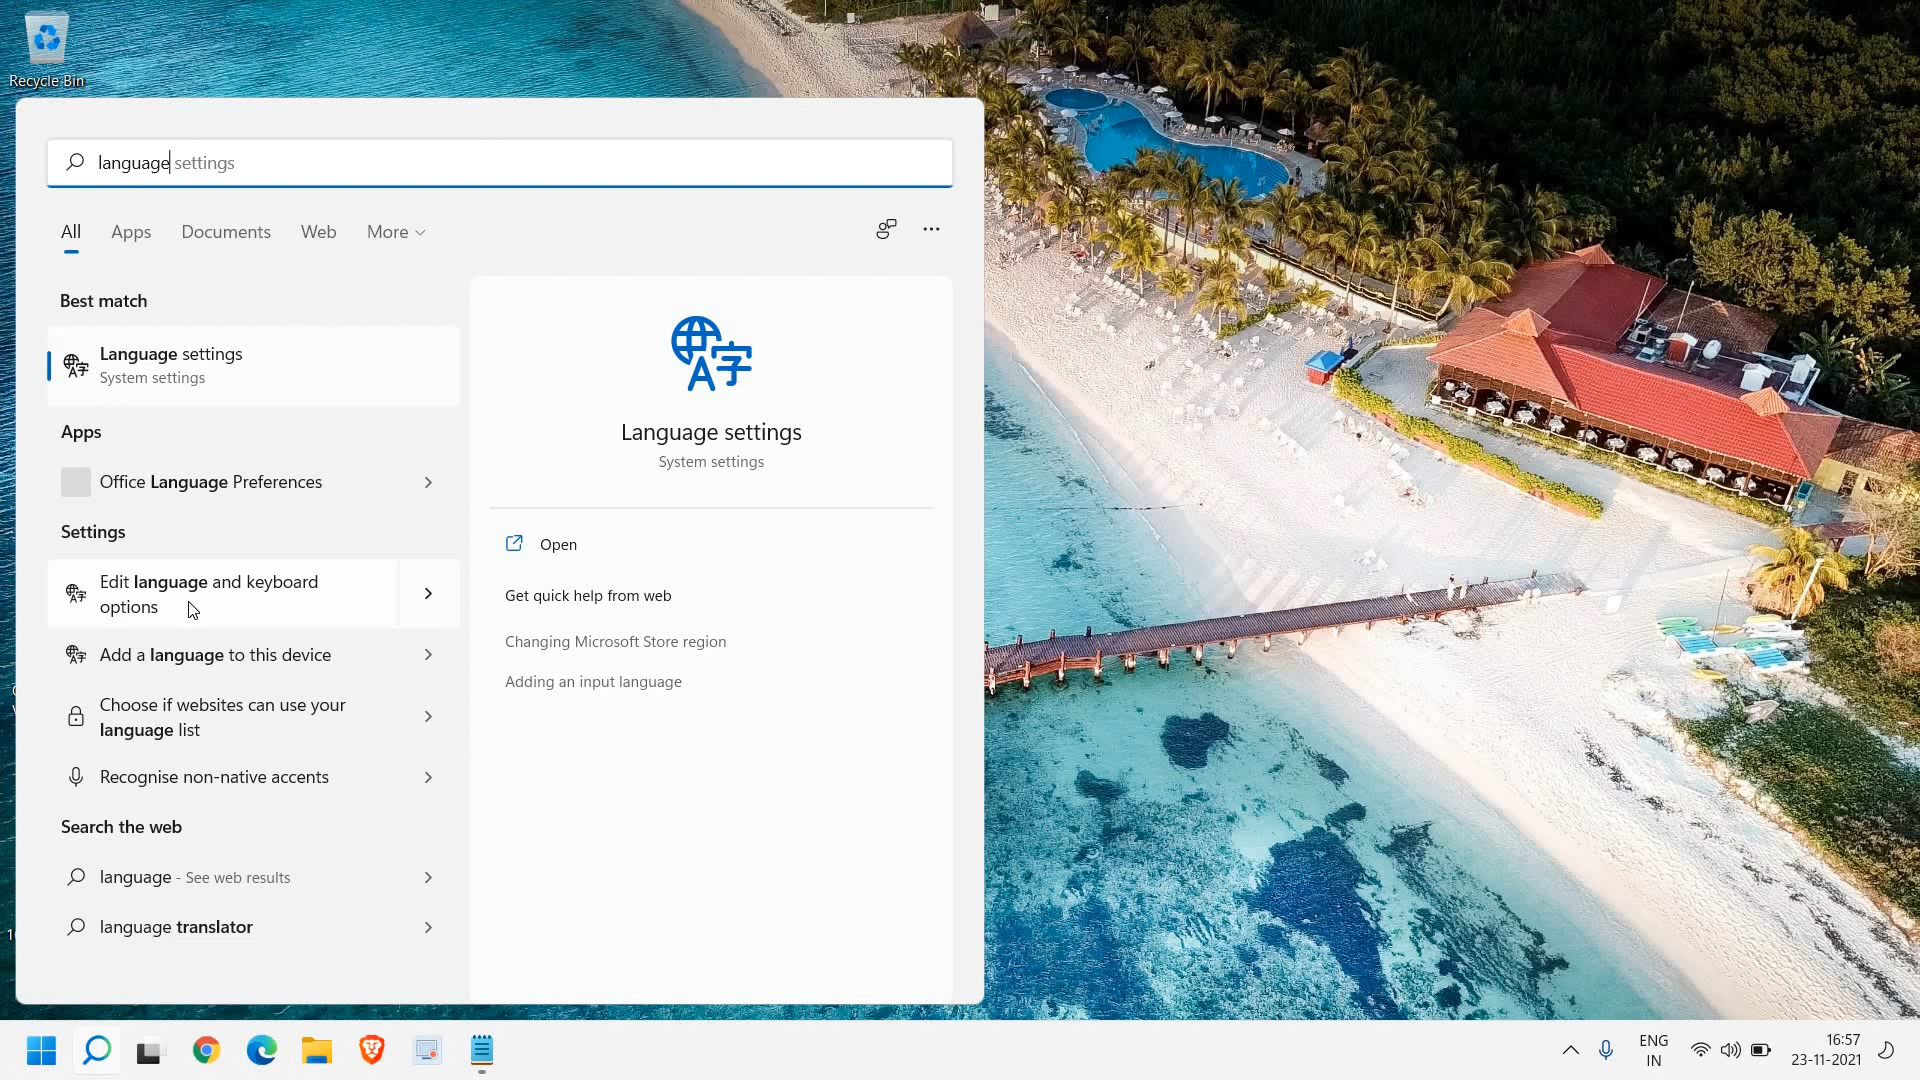 Recycle Bin
language settings
All Apps Documents Web More
Best match
Language settings
System settings
Apps
Office Language Preferences
Settings
Edit language and keyboard
options
Add a language to this device
Choose if websites can use your
language list
Recognise non-native accents
Search the web
language - See web results
language translator
Language settings
System settings
Open
Get quick help from web
Changing Microsoft Store region
Adding an input language
ENG
IN
16:57
23-11-2021